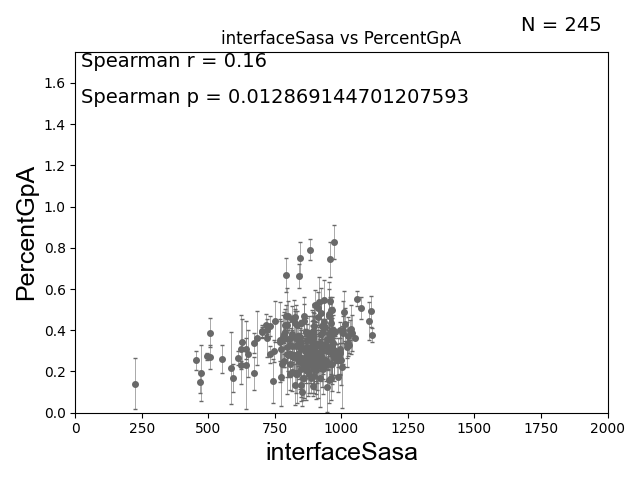 N = 245
interfaceSasa vs PercentGpA
Spearman r = 0.16
Spearman p = 0.012869144701207593
PercentGpA
1.6
1.4
1.2
1.0
0.8
0.6
0.4
0.2
0.0
0 250 500 750 1000 1250 1500 1750 2000
interfaceSasa